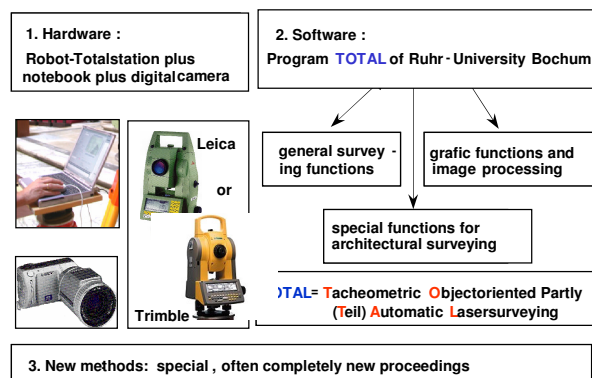 1. Hardware :
Robot-Totalstation plus
notebook plus digitalcamera
2. Software :
Program TOTAL of Ruhr - University Bochum
Leica
or
Trimble
general survey -
ing functions
grafic functions and
image processing
special functions for
architectural surveying
OTAL= Tacheometric Objectoriented Partly
(Teil) Automatic Lasersurveying
3. New methods: special , often completely new proceedings